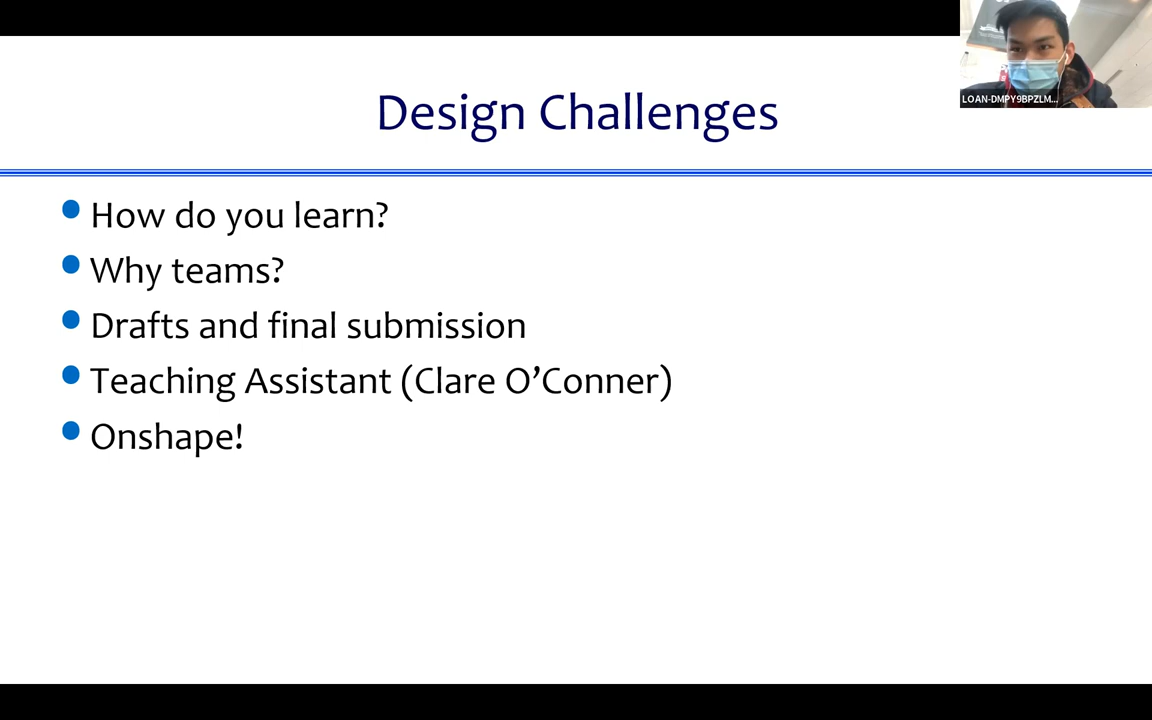 Design Challenges
LOAN-DMPY9BPZLM...
How do you learn?
Why teams?
Drafts and final submission
Teaching Assistant (Clare O’Conner)
Onshape!